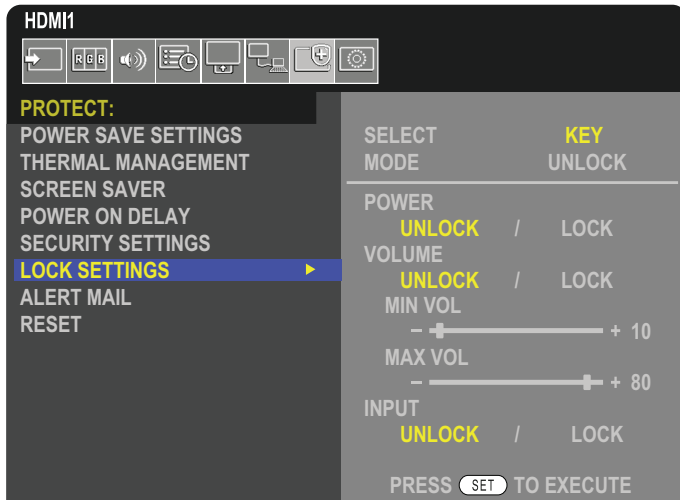 HDMI1
RGB
PROTECT:
POWER SAVE SETTINGS
THERMAL MANAGEMENT
SCREEN SAVER
POWER ON DELAY
SECURITY SETTINGS
LOCK SETTINGS
ALERT MAIL
RESET
SELECT KEY
MODE UNLOCK
POWER
UNLOCK / LOCK
VOLUME
UNLOCK / LOCK
MIN VOL
− + 10
MAX VOL
− + 80
INPUT
UNLOCK / LOCK
PRESS SET TO EXECUTE